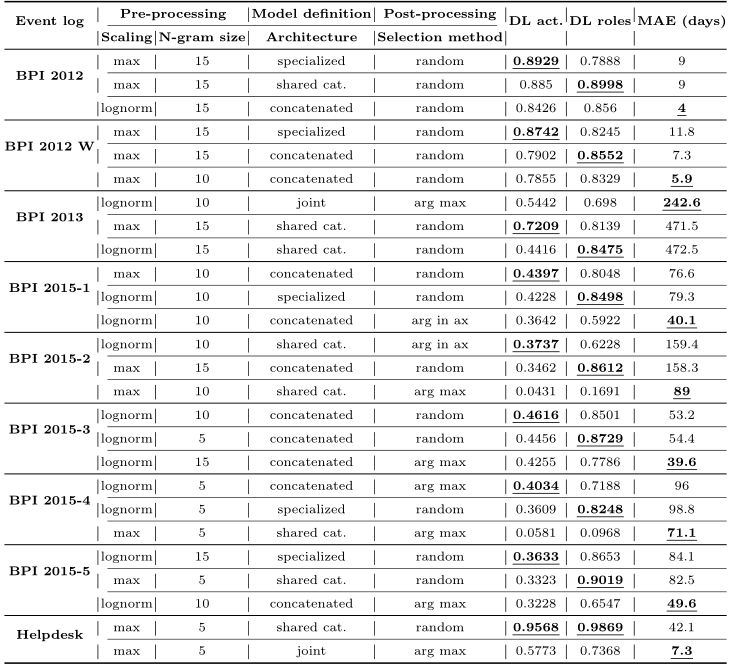 Event log Pre-processing Model definition Post-processing DL act. DL roles MAE (days)
Scaling N-gram size Architecture Selection method
BPI 2012 max 15 specialized random 0.8929 0.7888 9
max 15 shared cat. random 0.885 0.8998 9
lognorm 15 concatenated random 0.8426 0.856 4
BPI 2012 W max 15 specialized random 0.8742 0.8245 11.8
max 15 concatenated random 0.7902 0.8552 7.3
max 10 concatenated random 0.7855 0.8329 5.9
BPI 2013 lognorm 10 joint arg max 0.5442 0.698 242.6
max 15 shared cat. random 0.7209 0.8139 471.5
lognorm 15 shared cat. random 0.4416 0.8475 472.5
BPI 2015-1 max 10 concatenated random 0.4397 0.8048 76.6
lognorm 10 specialized random 0.4228 0.8498 79.3
lognorm 10 concatenated arg in ax 0.3642 0.5922 40.1
BPI 2015-2 lognorm 10 shared cat. arg in ax 0.3737 0.6228 159.4
max 15 concatenated random 0.3462 0.8612 158.3
max 10 shared cat. arg max 0.0431 0.1691 89
BPI 2015-3 lognorm 10 concatenated random 0.4616 0.8501 53.2
lognorm 5 concatenated random 0.4456 0.8729 54.4
lognorm 15 concatenated arg max 0.4255 0.7786 39.6
BPI 2015-4 lognorm 5 concatenated arg max 0.4034 0.7188 96
lognorm 5 specialized random 0.3609 0.8248 98.8
max 5 shared cat. arg max 0.0581 0.0968 71.1
BPI 2015-5 lognorm 15 specialized random 0.3633 0.8653 84.1
max 5 shared cat. random 0.3323 0.9019 82.5
lognorm 10 concatenated arg max 0.3228 0.6547 49.6
Helpdesk max 5 shared cat. random 0.9568 0.9869 42.1
max 5 joint arg max 0.5773 0.7368 7.3